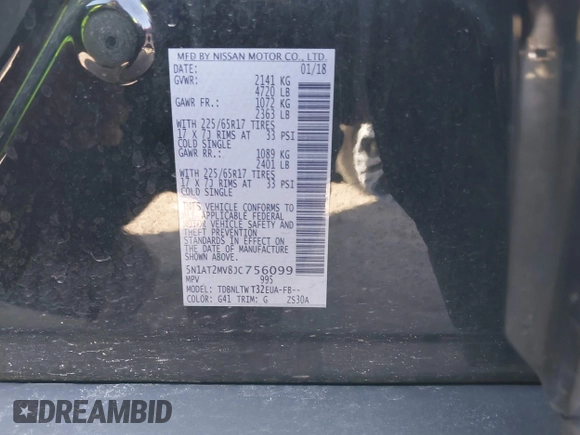 MFD BY NISSAN MOTOR CO., LTD.
DATE: 01/18
GVWR: 2141 KG
4720 LB
GAWR FR.: 1072 KG
2363 LB
WITH 225/65R17 TIRES
17 X 7J RIMS AT 33 PSI
COLD SINGLE
GAWR RR.: 1089 KG
2401 LB
WITH 225/65R17 TIRES
17 X 7J RIMS AT 33 PSI
COLD SINGLE
THIS VEHICLE CONFORMS TO
ALL APPLICABLE FEDERAL
MOTOR VEHICLE SAFETY
AND THEFT PREVENTION
STANDARDS IN EFFECT ON
THE DATE OF MANUFACTURE
SHOWN ABOVE.
5N1AT2MV8JC756099
MPV 995
MODEL: TDBNLTW T32EUA-FB--
COLOR: G41 TRIM: G ZS30A
DREAMBID